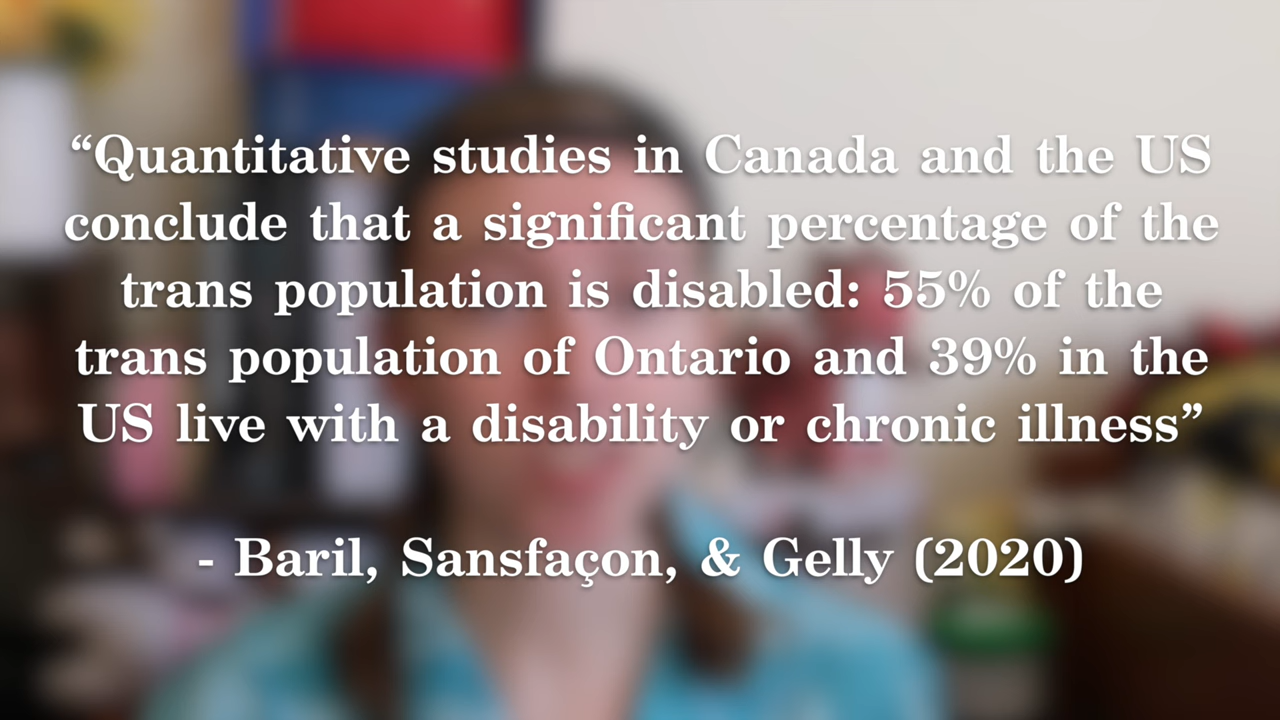 “Quantitative studies in Canada and the US
conclude that a significant percentage of the
trans population is disabled: 55% of the
trans population of Ontario and 39% in the
US live with a disability or chronic illness”
- Baril, Sansfaçon, & Gelly (2020)